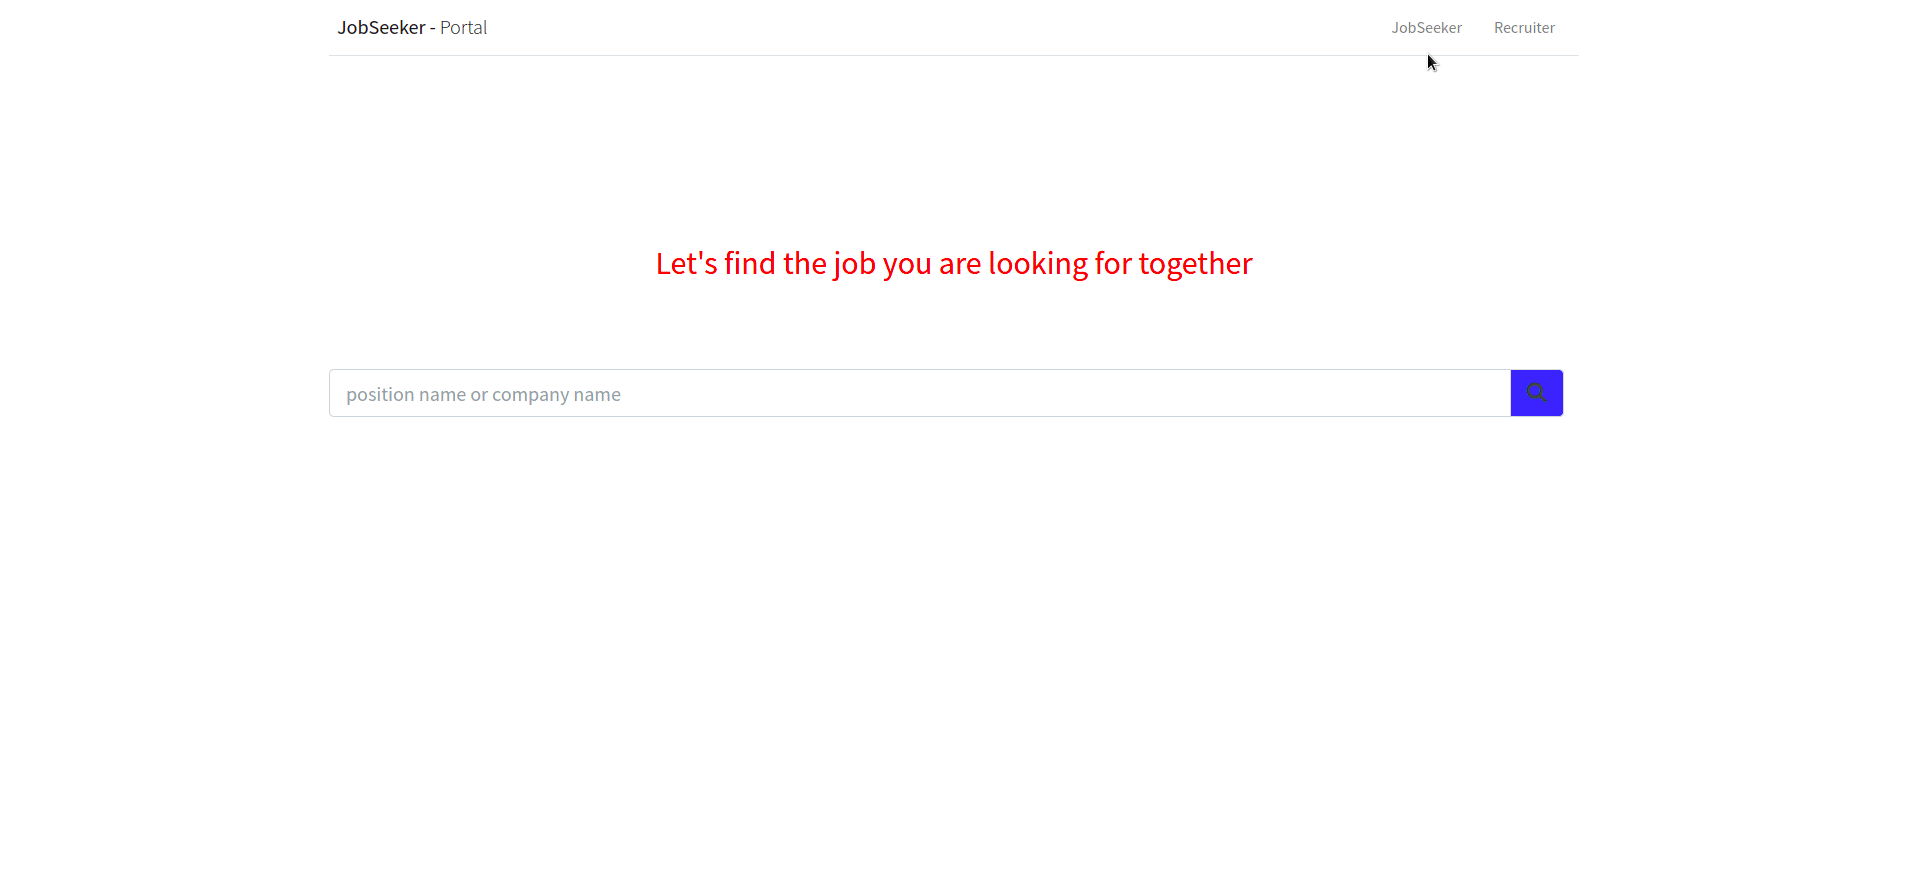 JobSeeker - Portal
JobSeeker
Recruiter
Let's find the job you are looking for together
position name or company name